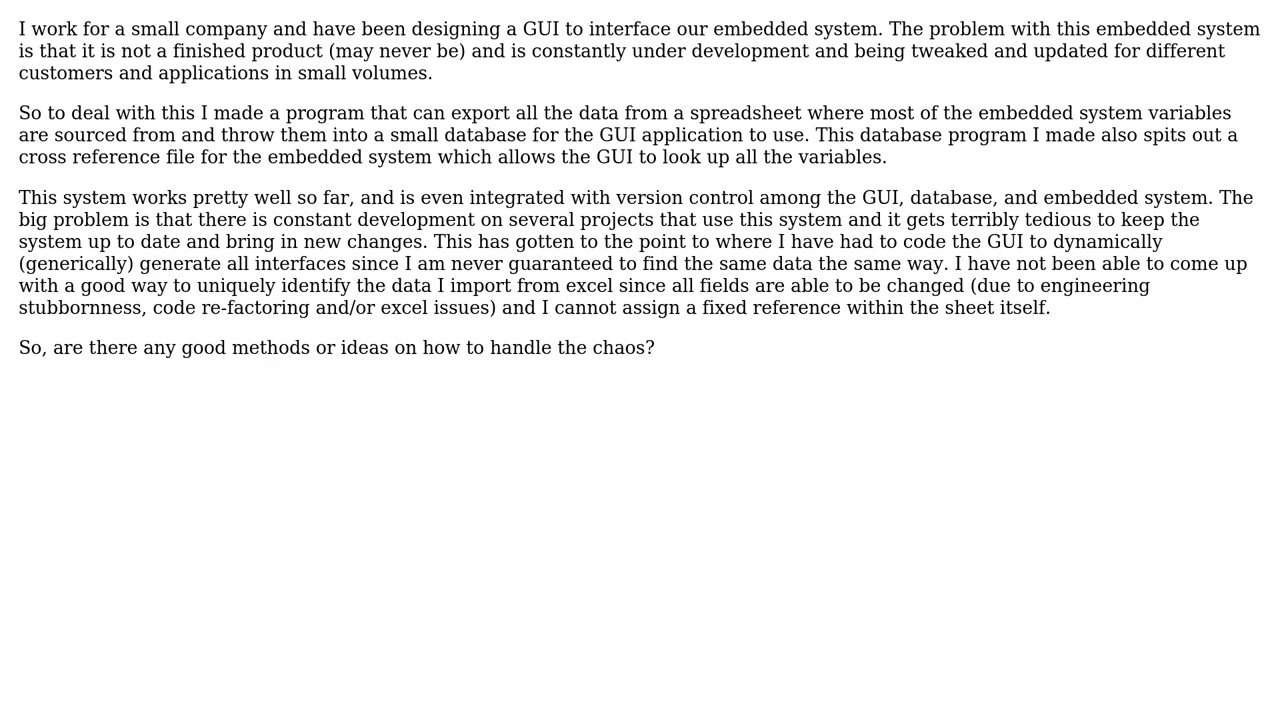 I work for a small company and have been designing a GUI to interface our embedded system. The problem with this embedded system
is that it is not a finished product (may never be) and is constantly under development and being tweaked and updated for different
customers and applications in small volumes.
So to deal with this I made a program that can export all the data from a spreadsheet where most of the embedded system variables
are sourced from and throw them into a small database for the GUI application to use. This database program I made also spits out a
cross reference file for the embedded system which allows the GUI to look up all the variables.
This system works pretty well so far, and is even integrated with version control among the GUI, database, and embedded system. The
big problem is that there is constant development on several projects that use this system and it gets terribly tedious to keep the
system up to date and bring in new changes. This has gotten to the point to where I have had to code the GUI to dynamically
(generically) generate all interfaces since I am never guaranteed to find the same data the same way. I have not been able to come up
with a good way to uniquely identify the data I import from excel since all fields are able to be changed (due to engineering
stubbornness, code re-factoring and/or excel issues) and I cannot assign a fixed reference within the sheet itself.
So, are there any good methods or ideas on how to handle the chaos?